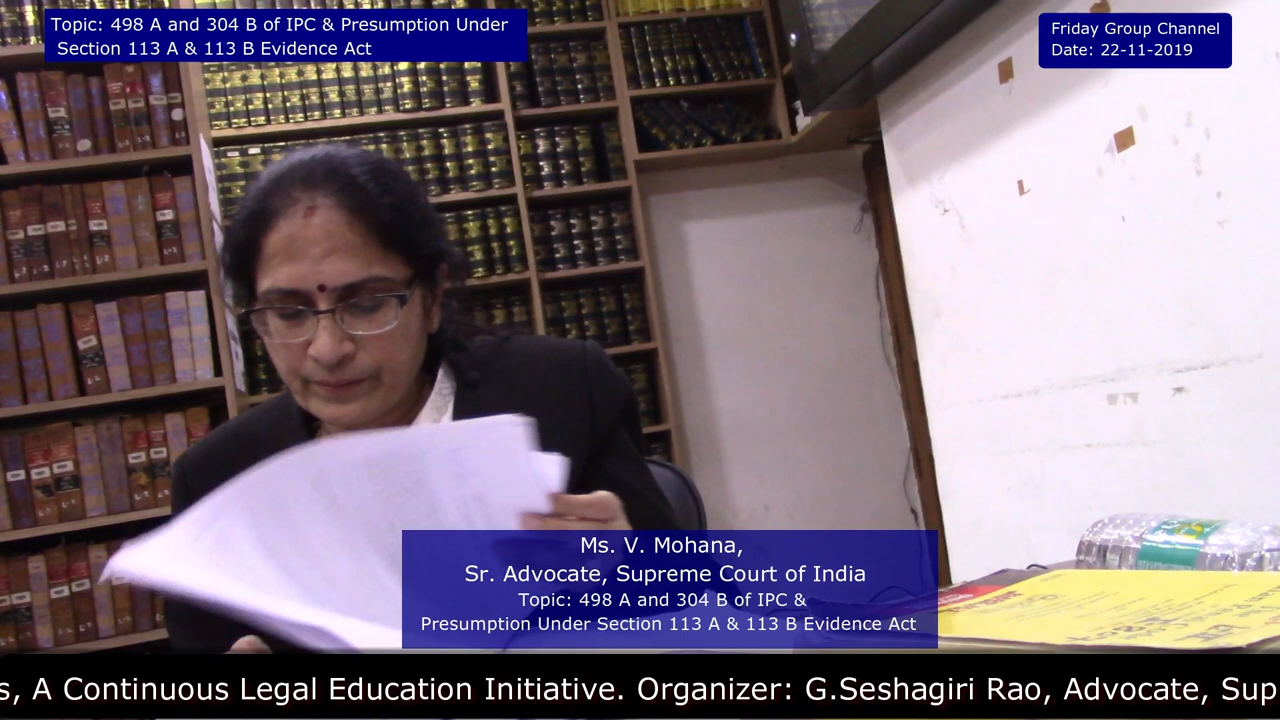 Topic: 498 A and 304 B of IPC & Presumption Under
Section 113 A & 113 B Evidence Act
Friday Group Channel
Date: 22-11-2019
Ms. V. Mohana,
Sr. Advocate, Supreme Court of India
Topic: 498 A and 304 B of IPC &
Presumption Under Section 113 A & 113 B Evidence Act
s, A Continuous Legal Education Initiative. Organizer: G.Seshagiri Rao, Advocate, Sup